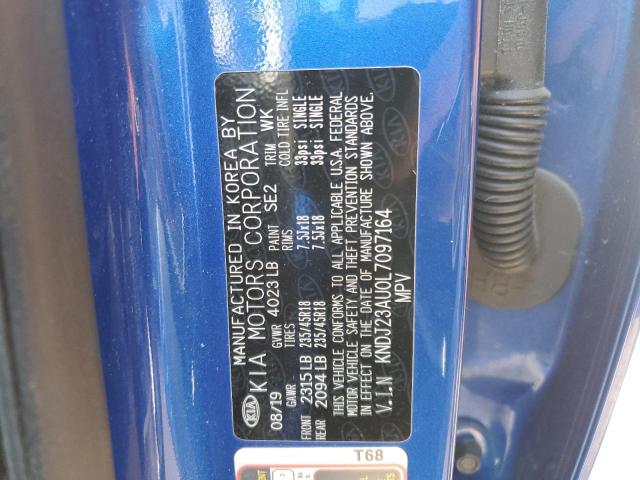 MANUFACTURED IN KOREA BY
KIA KIA MOTORS CORPORATION
08/19 GVWR 4023 LB PAINT SE2 TRIM WK
GAWR TIRES RIMS COLD TIRE INFL
FRONT 2315 LB 235/45R18 7.5Jx18 33psi SINGLE
REAR 2094 LB 235/45R18 7.5Jx18 33psi SINGLE
THIS VEHICLE CONFORMS TO ALL APPLICABLE U.S.A. FEDERAL
MOTOR VEHICLE SAFETY AND THEFT PREVENTION STANDARDS
IN EFFECT ON THE DATE OF MANUFACTURE SHOWN ABOVE.
V.I.N KNDJ23AU0L7097164
MPV
T68